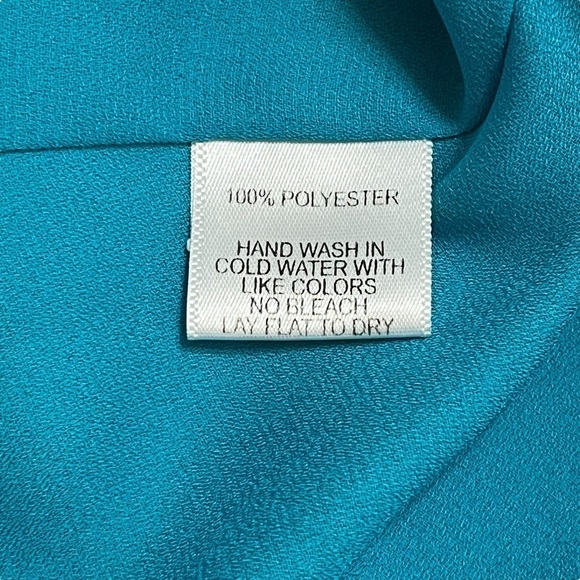 100% POLYESTER
HAND WASH IN
COLD WATER WITH
LIKE COLORS
NO BLEACH
LAY FLAT TO DRY